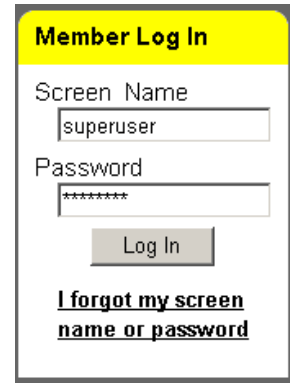 Member Log In
Screen Name
superuser
Password
********
Log In
I forgot my screen
name or password